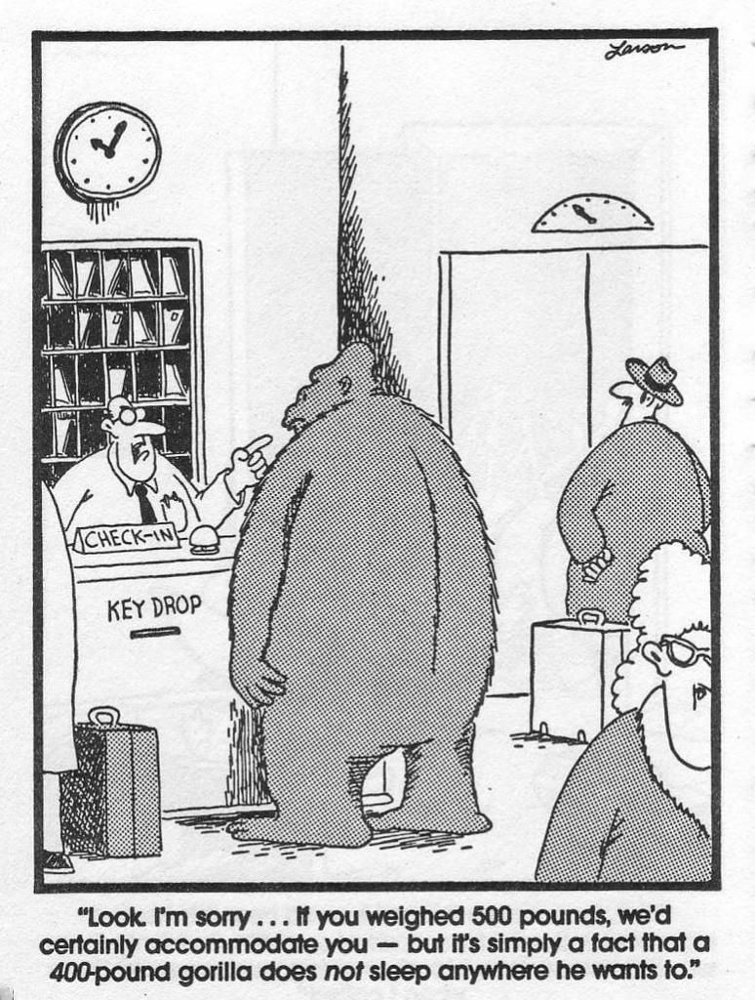 Larson
CHECK-IN
KEY DROP
"Look. I'm sorry . . . If you weighed 500 pounds, we'd
certainly accommodate you — but it's simply a fact that a
400-pound gorilla does not sleep anywhere he wants to."